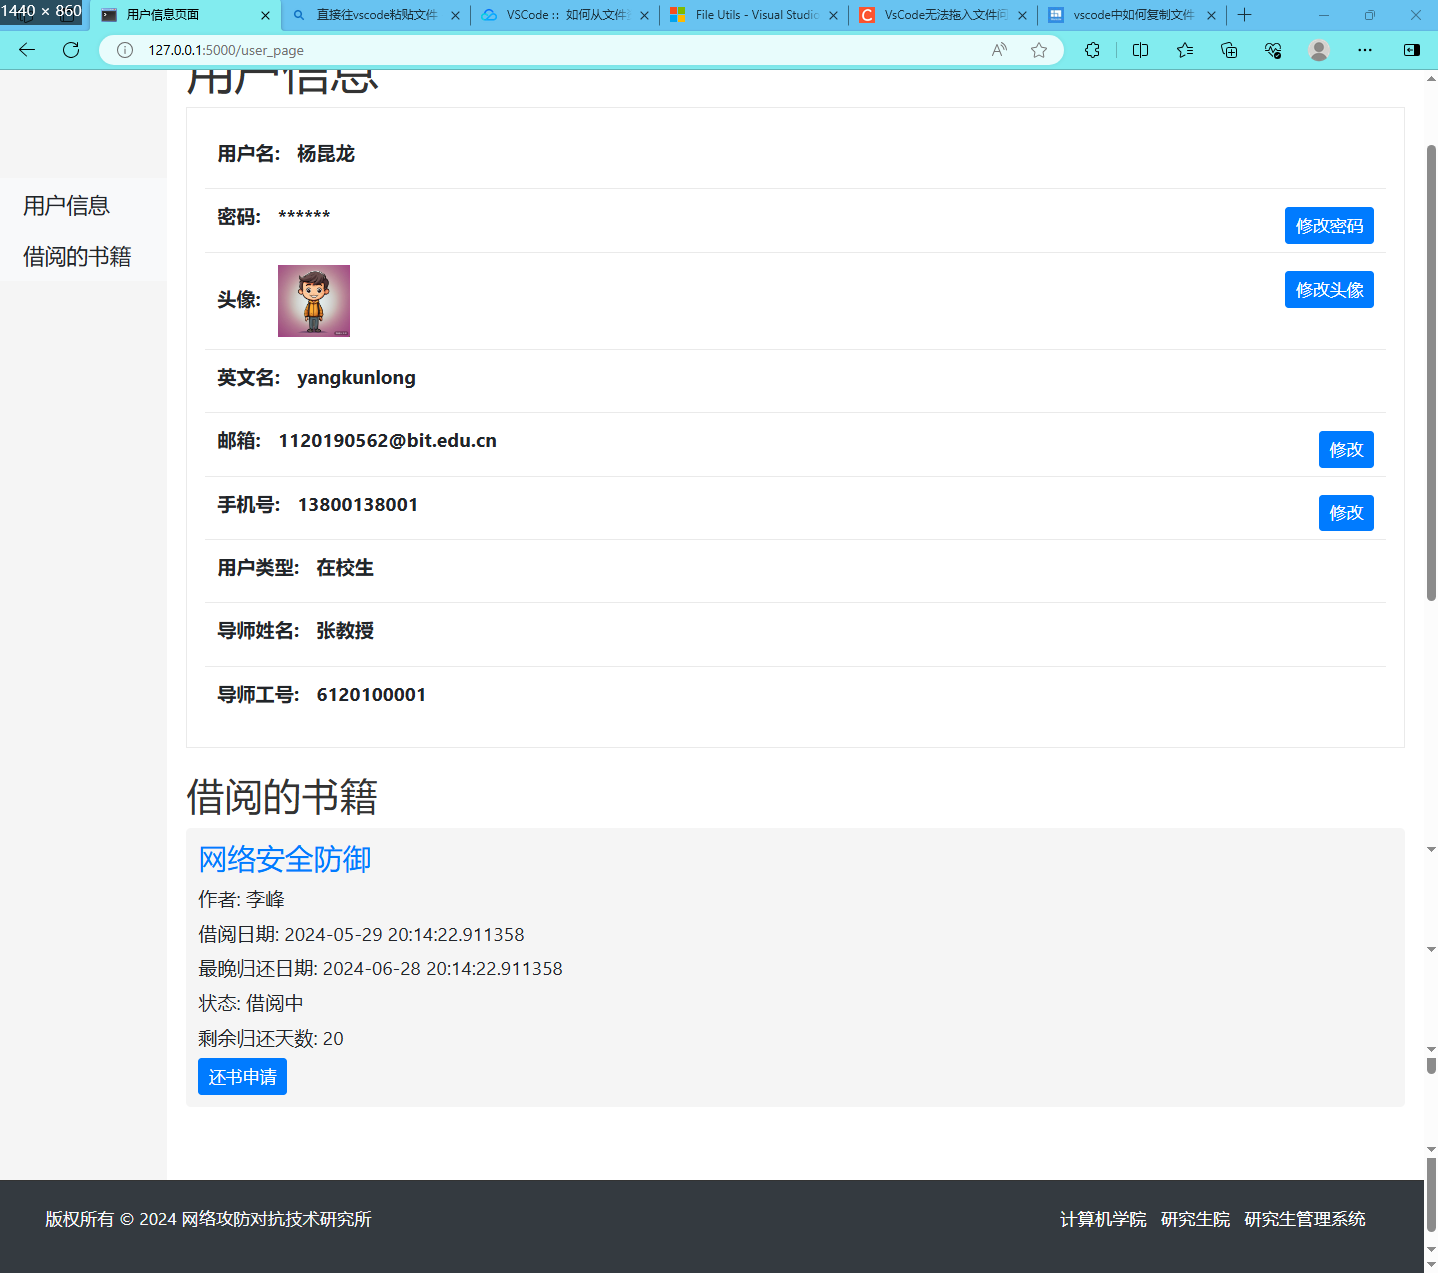 1440 × 860
用户信息页面
直接往vscode粘贴文件
VSCode :: 如何从文件
File Utils - Visual Studio
VsCode无法拖入文件问
vscode中如何复制文件
127.0.0.1:5000/user_page
用户信息
用户信息
借阅的书籍
用户名: 杨昆龙
密码: ******
修改密码
头像:
修改头像
英文名: yangkunlong
邮箱: 1120190562@bit.edu.cn
修改
手机号: 13800138001
修改
用户类型: 在校生
导师姓名: 张教授
导师工号: 6120100001
借阅的书籍
网络安全防御
作者: 李峰
借阅日期: 2024-05-29 20:14:22.911358
最晚归还日期: 2024-06-28 20:14:22.911358
状态: 借阅中
剩余归还天数: 20
还书申请
版权所有 © 2024 网络攻防对抗技术研究所
计算机学院 研究生院 研究生管理系统